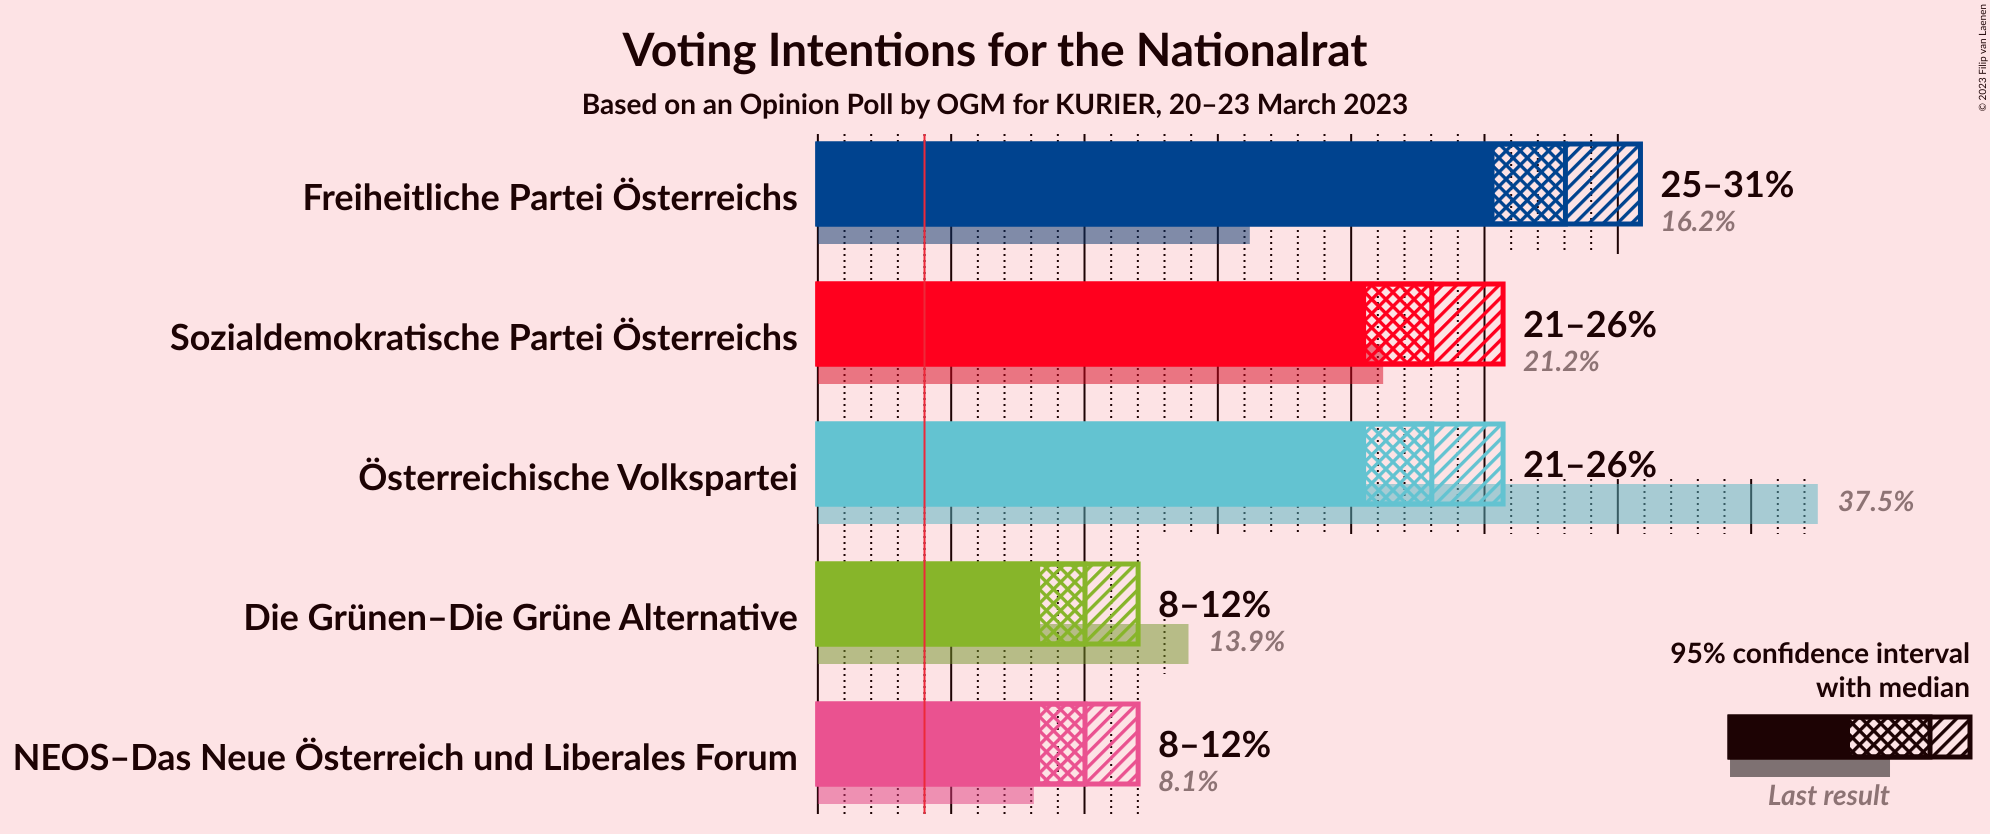 Voting Intentions for the Nationalrat
Based on an Opinion Poll by OGM for KURIER, 20–23 March 2023
Freiheitliche Partei Österreichs
25–31%
16.2%
Sozialdemokratische Partei Österreichs
21–26%
21.2%
Österreichische Volkspartei
21–26%
37.5%
Die Grünen–Die Grüne Alternative
8–12%
13.9%
NEOS–Das Neue Österreich und Liberales Forum
8–12%
8.1%
95% confidence interval
with median
Last result
© 2023 Filip van Laenen